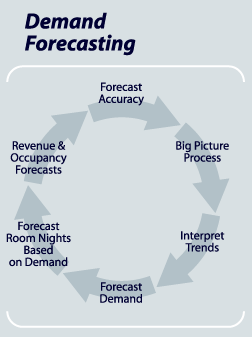 Demand
Forecasting
Forecast
Accuracy
Big Picture
Process
Interpret
Trends
Forecast
Demand
Forecast
Room Nights
Based
on Demand
Revenue &
Occupancy
Forecasts